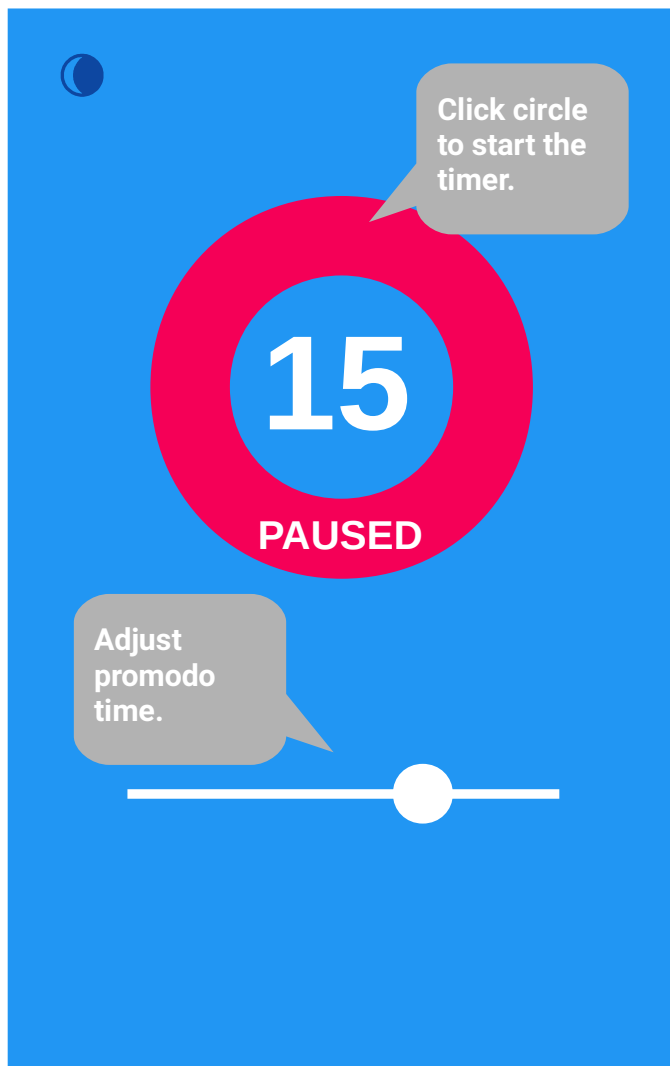 Click circle
to start the
timer.
15
PAUSED
Adjust
promodo
time.